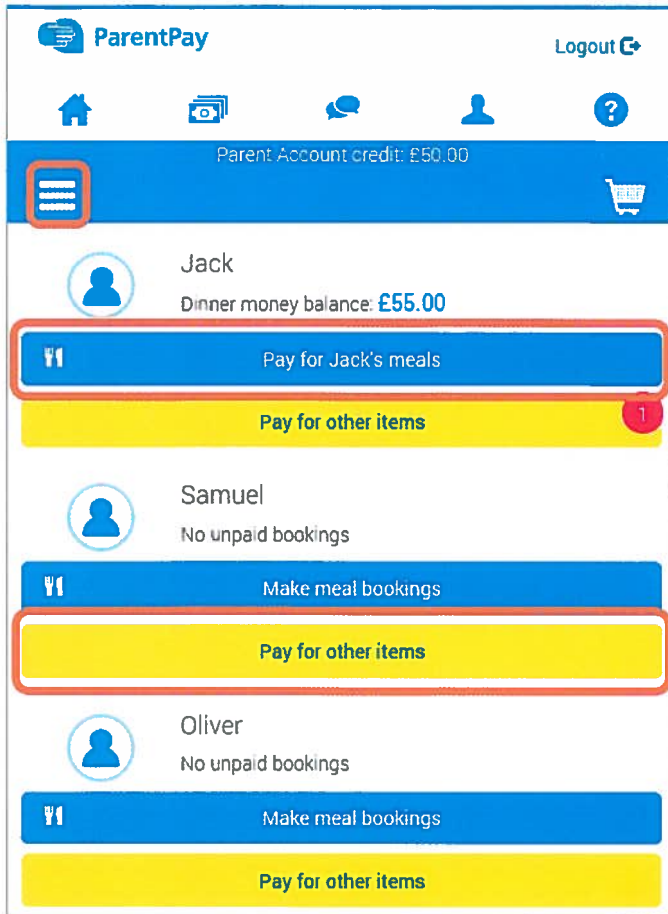 ParentPay
Logout
?
Parent Account credit: £50.00
Jack
Dinner money balance: £55.00
Pay for Jack's meals
Pay for other items
1
Samuel
No unpaid bookings
Make meal bookings
Pay for other items
Oliver
No unpaid bookings
Make meal bookings
Pay for other items